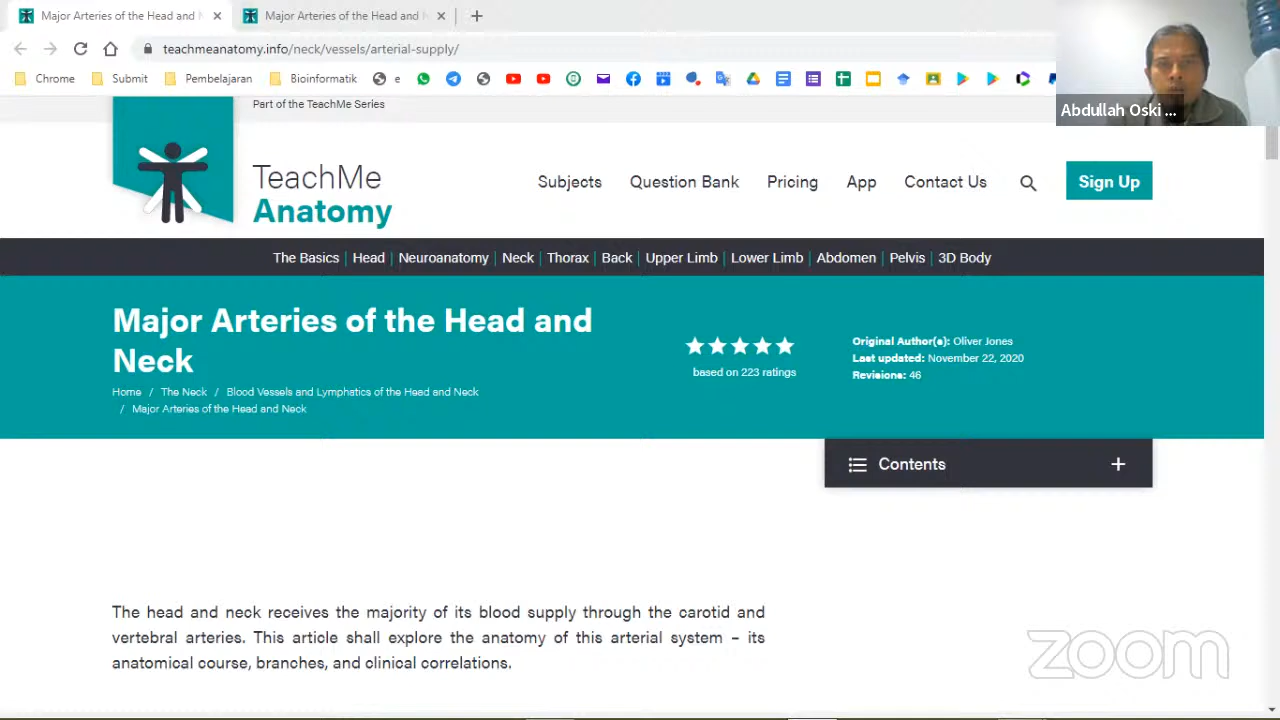 Major Arteries of the Head and N
Major Arteries of the Head and N
teachmeanatomy.info/neck/vessels/arterial-supply/
Chrome
Submit
Pembelajaran
Bioinformatik
e
Abdullah Oski ...
Part of the TeachMe Series
TeachMe
Anatomy
Subjects
Question Bank
Pricing
App
Contact Us
Sign Up
The Basics | Head | Neuroanatomy | Neck | Thorax | Back | Upper Limb | Lower Limb | Abdomen | Pelvis | 3D Body
Major Arteries of the Head and
Neck
based on 223 ratings
Original Author(s): Oliver Jones
Last updated: November 22, 2020
Revisions: 46
Home / The Neck / Blood Vessels and Lymphatics of the Head and Neck
/ Major Arteries of the Head and Neck
Contents
The head and neck receives the majority of its blood supply through the carotid and
vertebral arteries. This article shall explore the anatomy of this arterial system – its
anatomical course, branches, and clinical correlations.
zoom